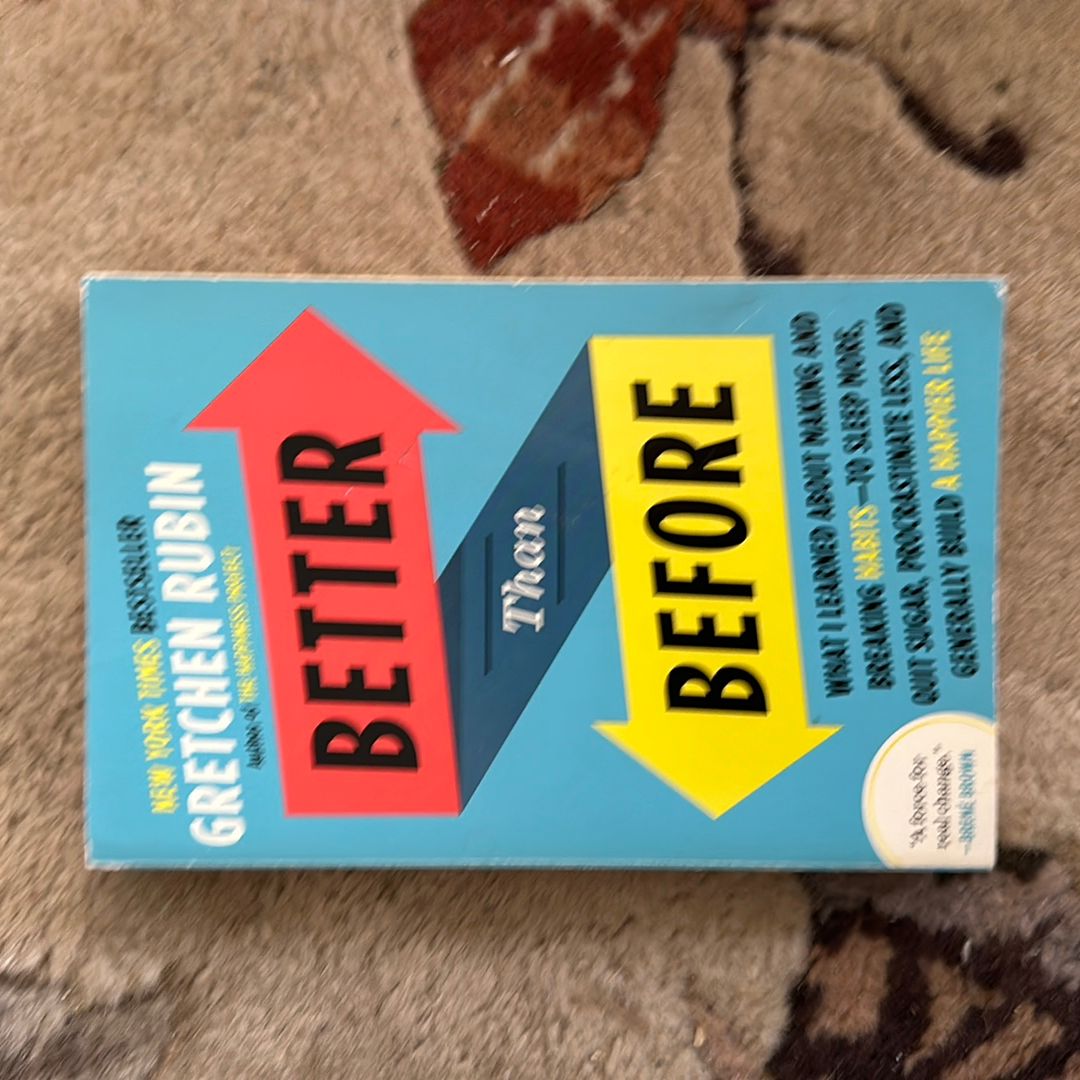 NEW YORK TIMES BESTSELLER
GRETCHEN RUBIN
Author of THE HAPPINESS PROJECT
BETTER
Than
BEFORE
WHAT I LEARNED ABOUT MAKING AND
BREAKING HABITS—TO SLEEP MORE,
QUIT SUGAR, PROCRASTINATE LESS, AND
GENERALLY BUILD A HAPPIER LIFE
"A force for
real change."
—BRENÉ BROWN